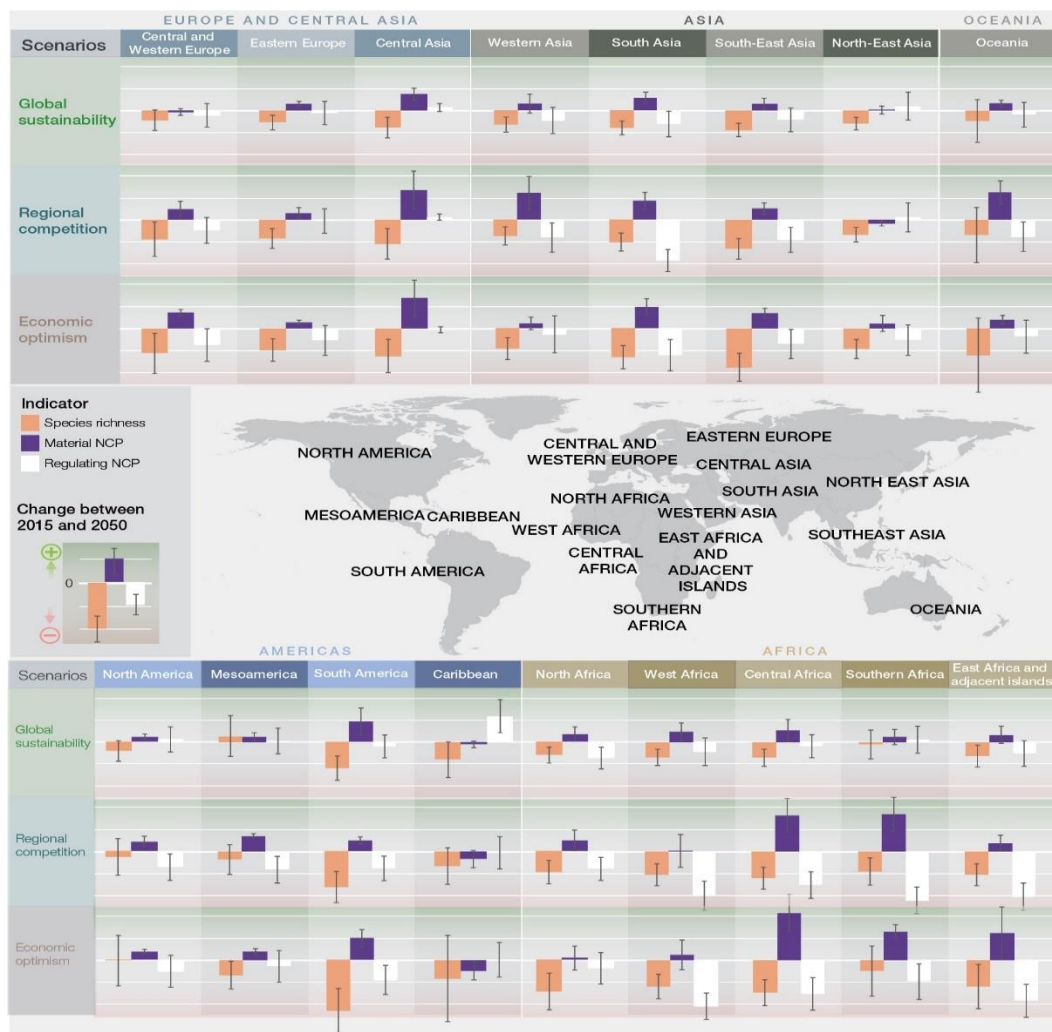 EUROPE AND CENTRAL ASIA ASIA OCEANIA
Scenarios Central and Western Europe Eastern Europe Central Asia Western Asia South Asia South-East Asia North-East Asia Oceania
Global
sustainability
Regional
competition
Economic
optimism
Indicator
Species richness
Material NCP
Regulating NCP
Change between
2015 and 2050
0
NORTH AMERICA
MESOAMERICA
CARIBBEAN
SOUTH AMERICA
CENTRAL AND
WESTERN EUROPE
EASTERN EUROPE
CENTRAL ASIA
NORTH EAST ASIA
SOUTH ASIA
NORTH AFRICA
WESTERN ASIA
WEST AFRICA
SOUTHEAST ASIA
CENTRAL
AFRICA
EAST AFRICA
AND
ADJACENT
ISLANDS
SOUTHERN
AFRICA
OCEANIA
AMERICAS AFRICA
Scenarios North America Mesoamerica South America Caribbean North Africa West Africa Central Africa Southern Africa East Africa and adjacent islands
Global
sustainability
Regional
competition
Economic
optimism